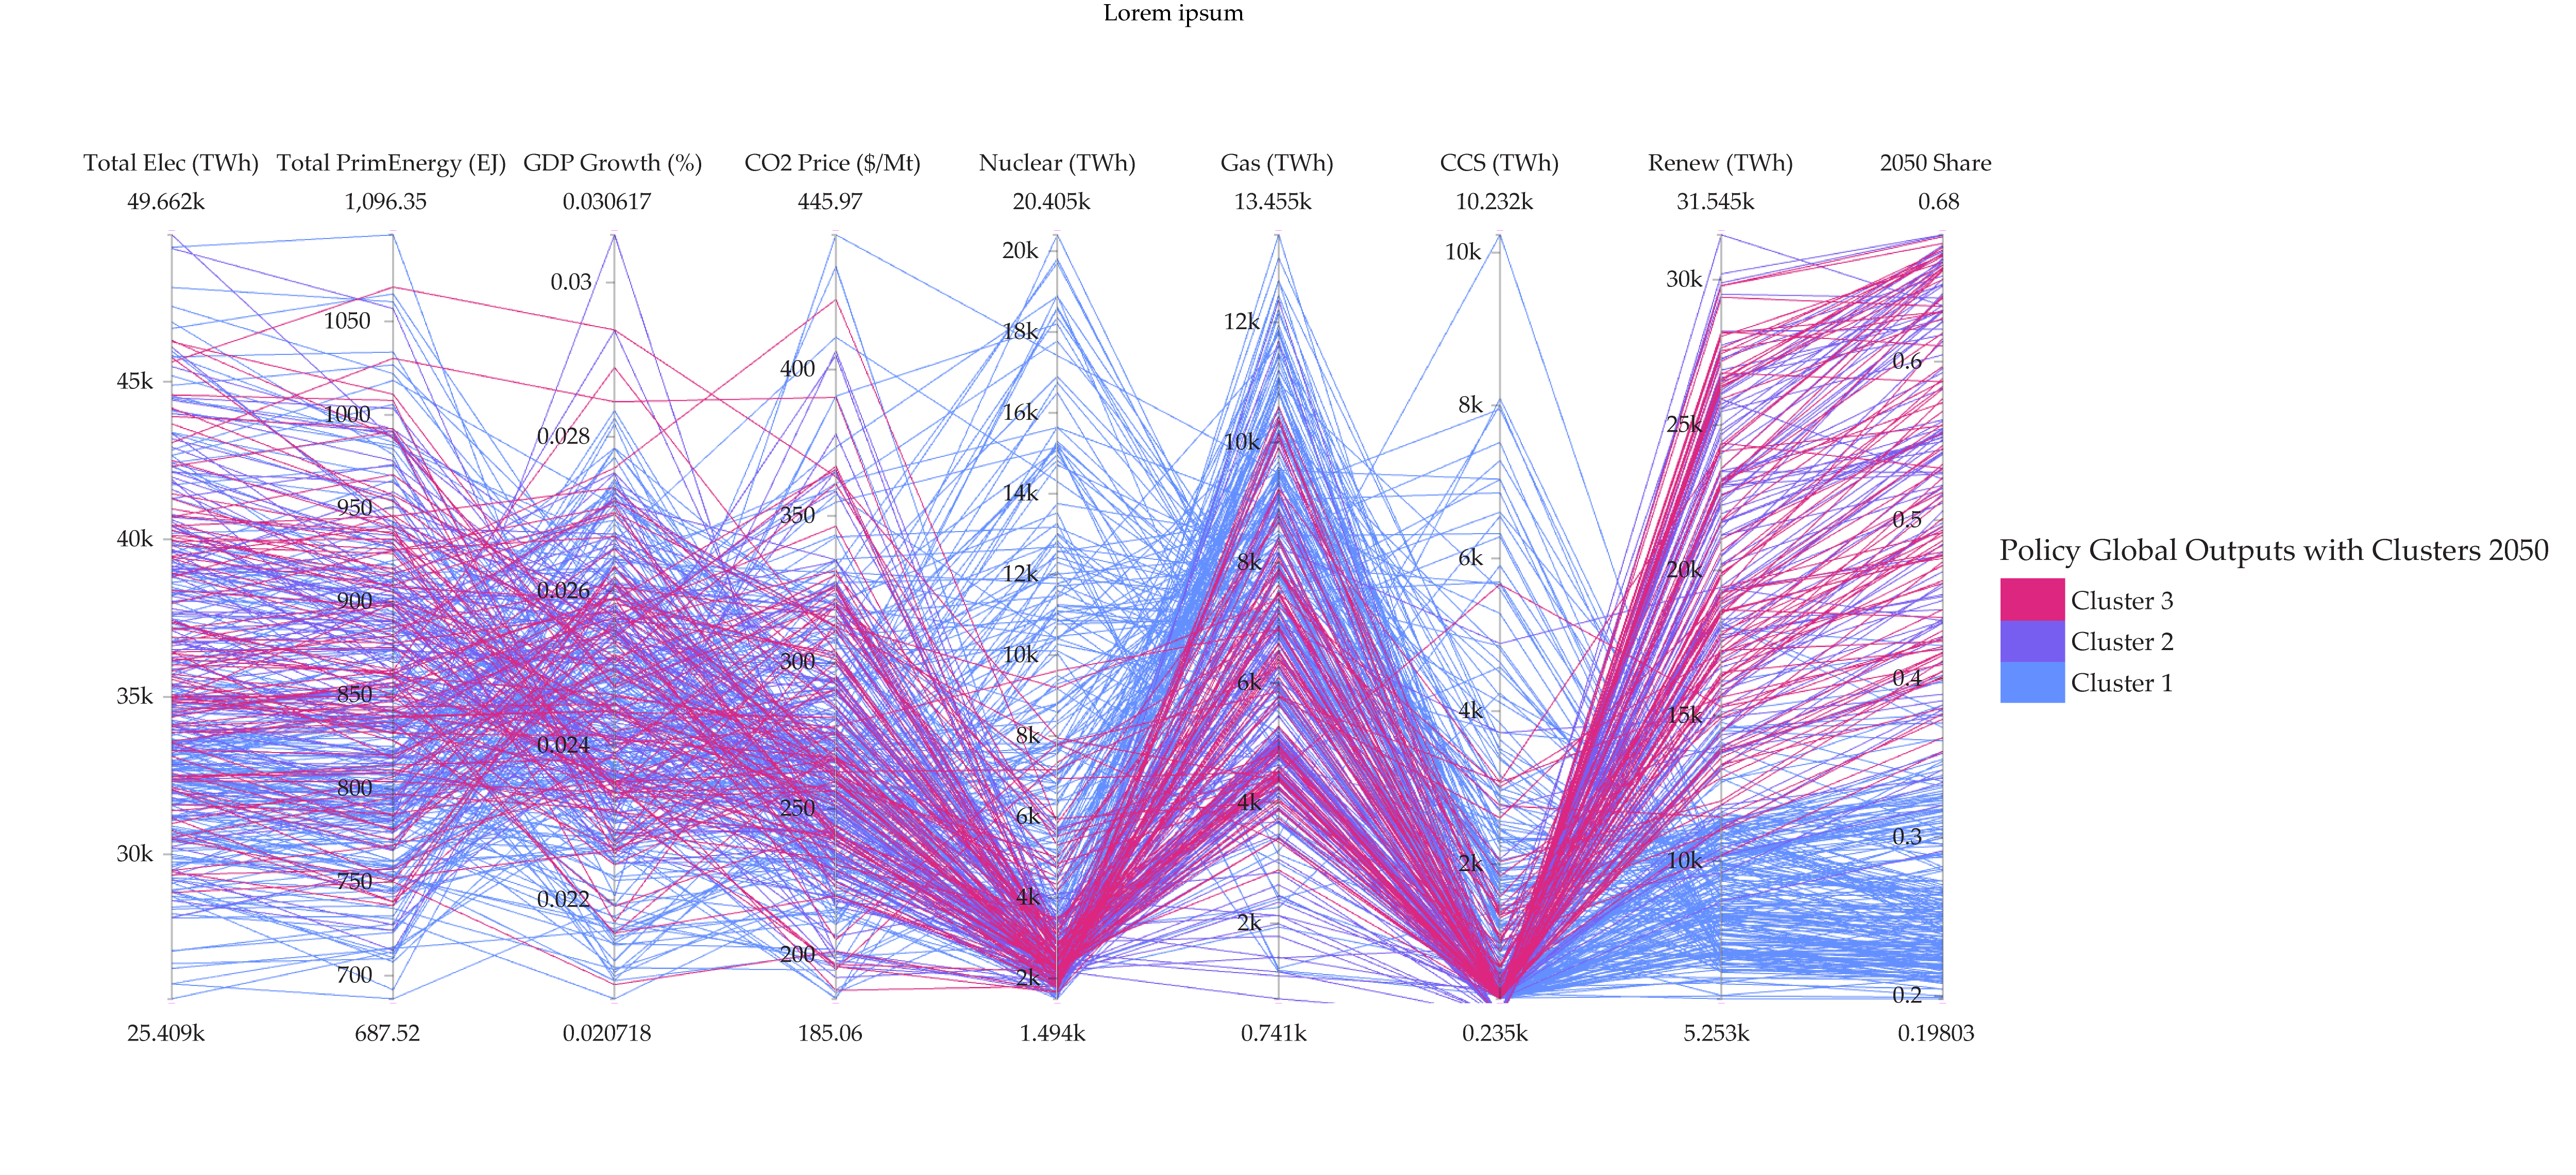 Lorem ipsum
Total Elec (TWh) Total PrimEnergy (EJ) GDP Growth (%) CO2 Price ($/Mt) Nuclear (TWh) Gas (TWh) CCS (TWh) Renew (TWh) 2050 Share
49.662k 1,096.35 0.030617 445.97 20.405k 13.455k 10.232k 31.545k 0.68
45k
40k
35k
30k
1050
1000
950
900
850
800
750
700
0.03
0.028
0.026
0.024
0.022
400
350
300
250
200
20k
18k
16k
14k
12k
10k
8k
6k
4k
2k
12k
10k
8k
6k
4k
2k
10k
8k
6k
4k
2k
30k
25k
20k
15k
10k
0.6
0.5
0.4
0.3
0.2
25.409k 687.52 0.020718 185.06 1.494k 0.741k 0.235k 5.253k 0.19803
Policy Global Outputs with Clusters 2050
Cluster 3
Cluster 2
Cluster 1